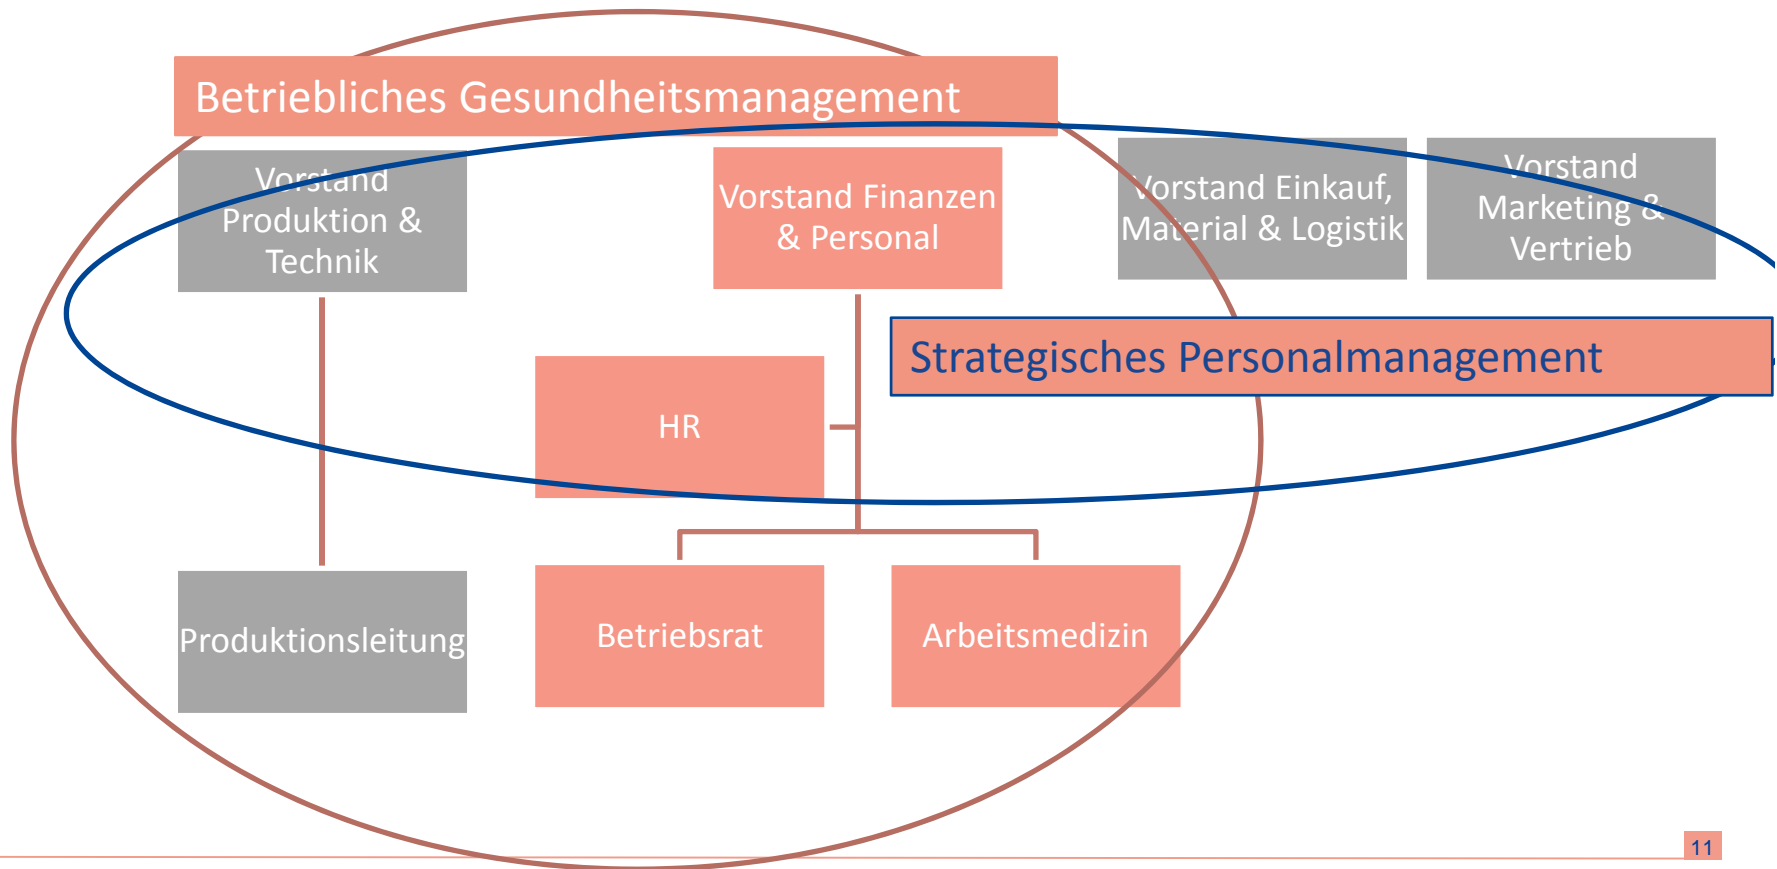 Betriebliches Gesundheitsmanagement
Vorstand
Produktion &
Technik
Vorstand Finanzen
& Personal
Vorstand Einkauf,
Material & Logistik
Vorstand
Marketing &
Vertrieb
Strategisches Personalmanagement
HR
Produktionsleitung
Betriebsrat
Arbeitsmedizin
11